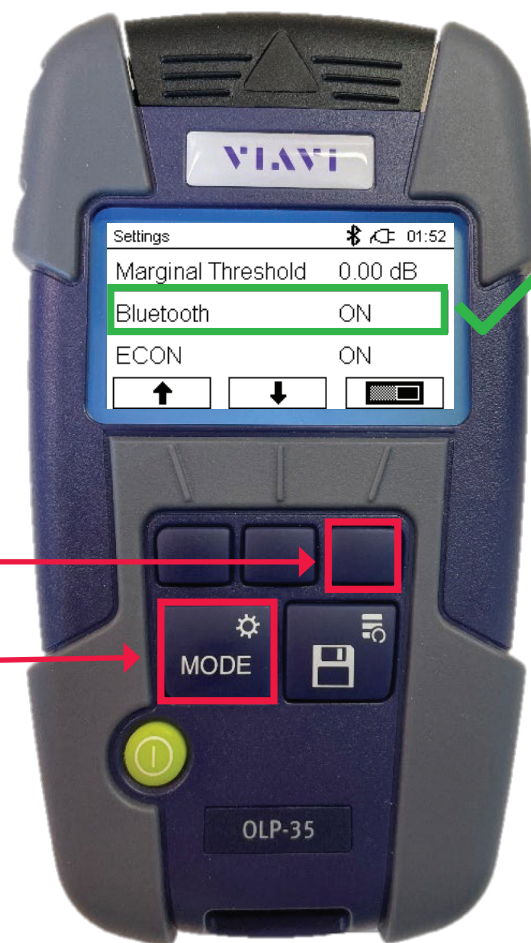 VIAVI
Settings 01:52
Marginal Threshold 0.00 dB
Bluetooth ON
ECON ON
MODE
OLP-35